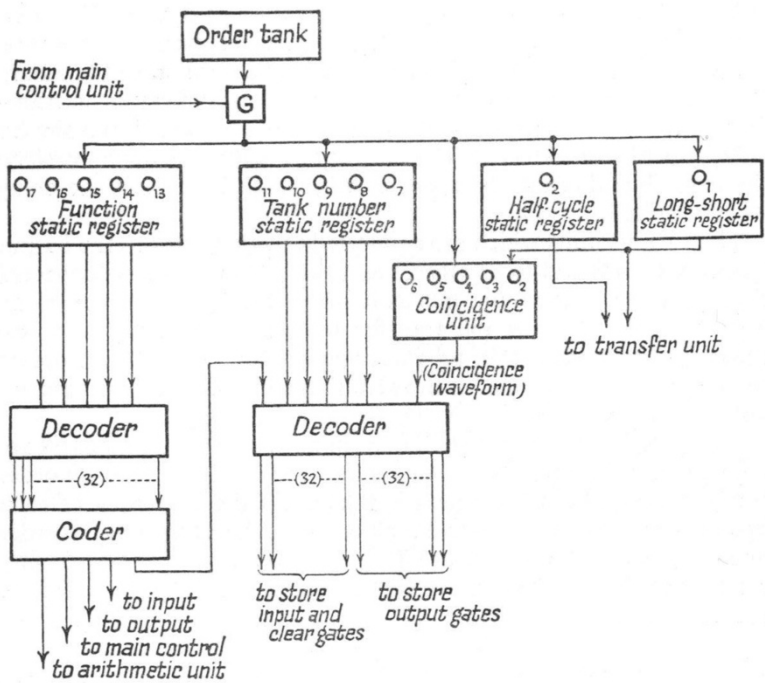 Order tank
From main
control unit
G
O17 O16 O15 O14 O13
Function
static register
O11 O10 O9 O8 O7
Tank number
static register
O2
Half-cycle
static register
O1
Long-short
static register
O6 O5 O4 O3 O2
Coincidence
unit
to transfer unit
(Coincidence
waveform)
Decoder
Decoder
(32)
(32)
(32)
Coder
to input
to output
to main control
to arithmetic unit
to store
input and
clear gates
to store
output gates